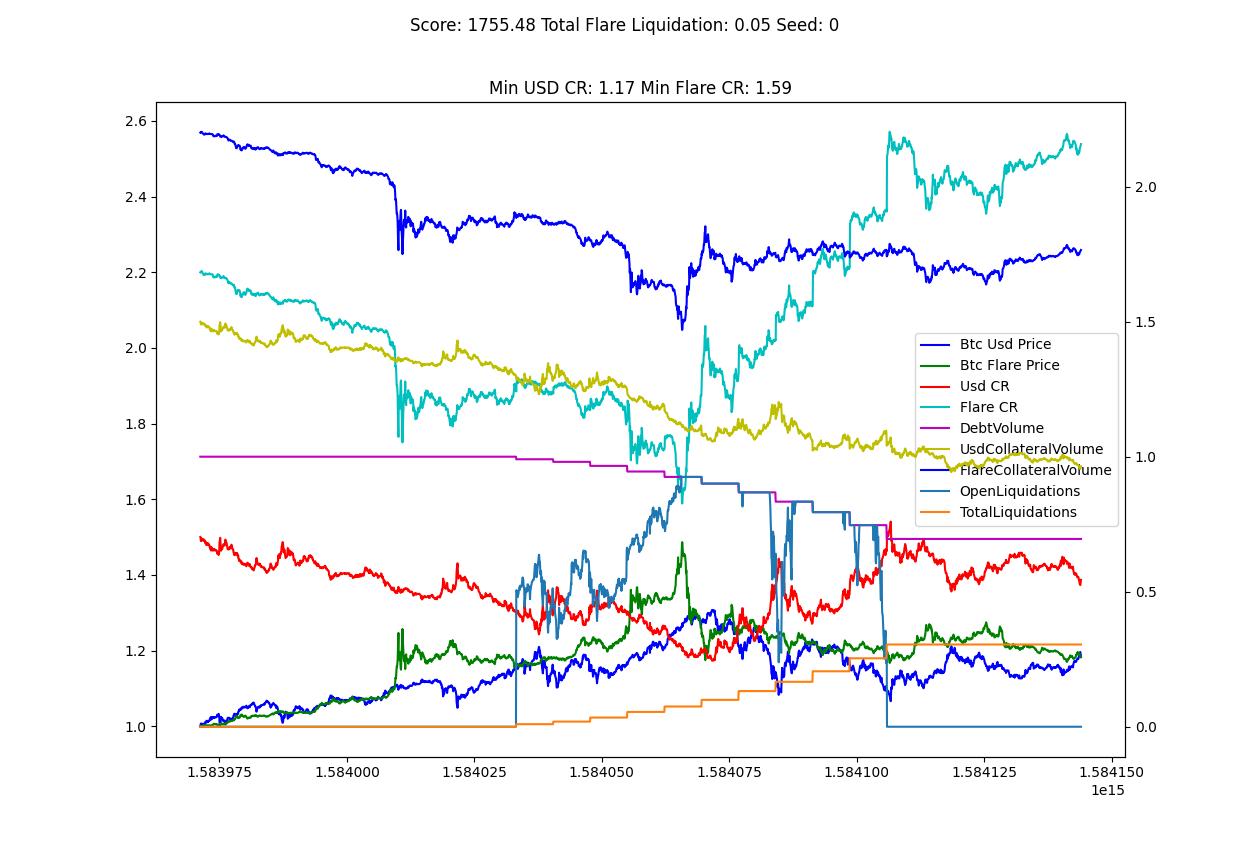 Score: 1755.48 Total Flare Liquidation: 0.05 Seed: 0
Min USD CR: 1.17 Min Flare CR: 1.59
2.6
2.4
2.2
2.0
1.8
1.6
1.4
1.2
1.0
2.0
1.5
1.0
0.5
0.0
Btc Usd Price
Btc Flare Price
Usd CR
Flare CR
DebtVolume
UsdCollateralVolume
FlareCollateralVolume
OpenLiquidations
TotalLiquidations
1.583975 1.584000 1.584025 1.584050 1.584075 1.584100 1.584125 1.584150
1e15